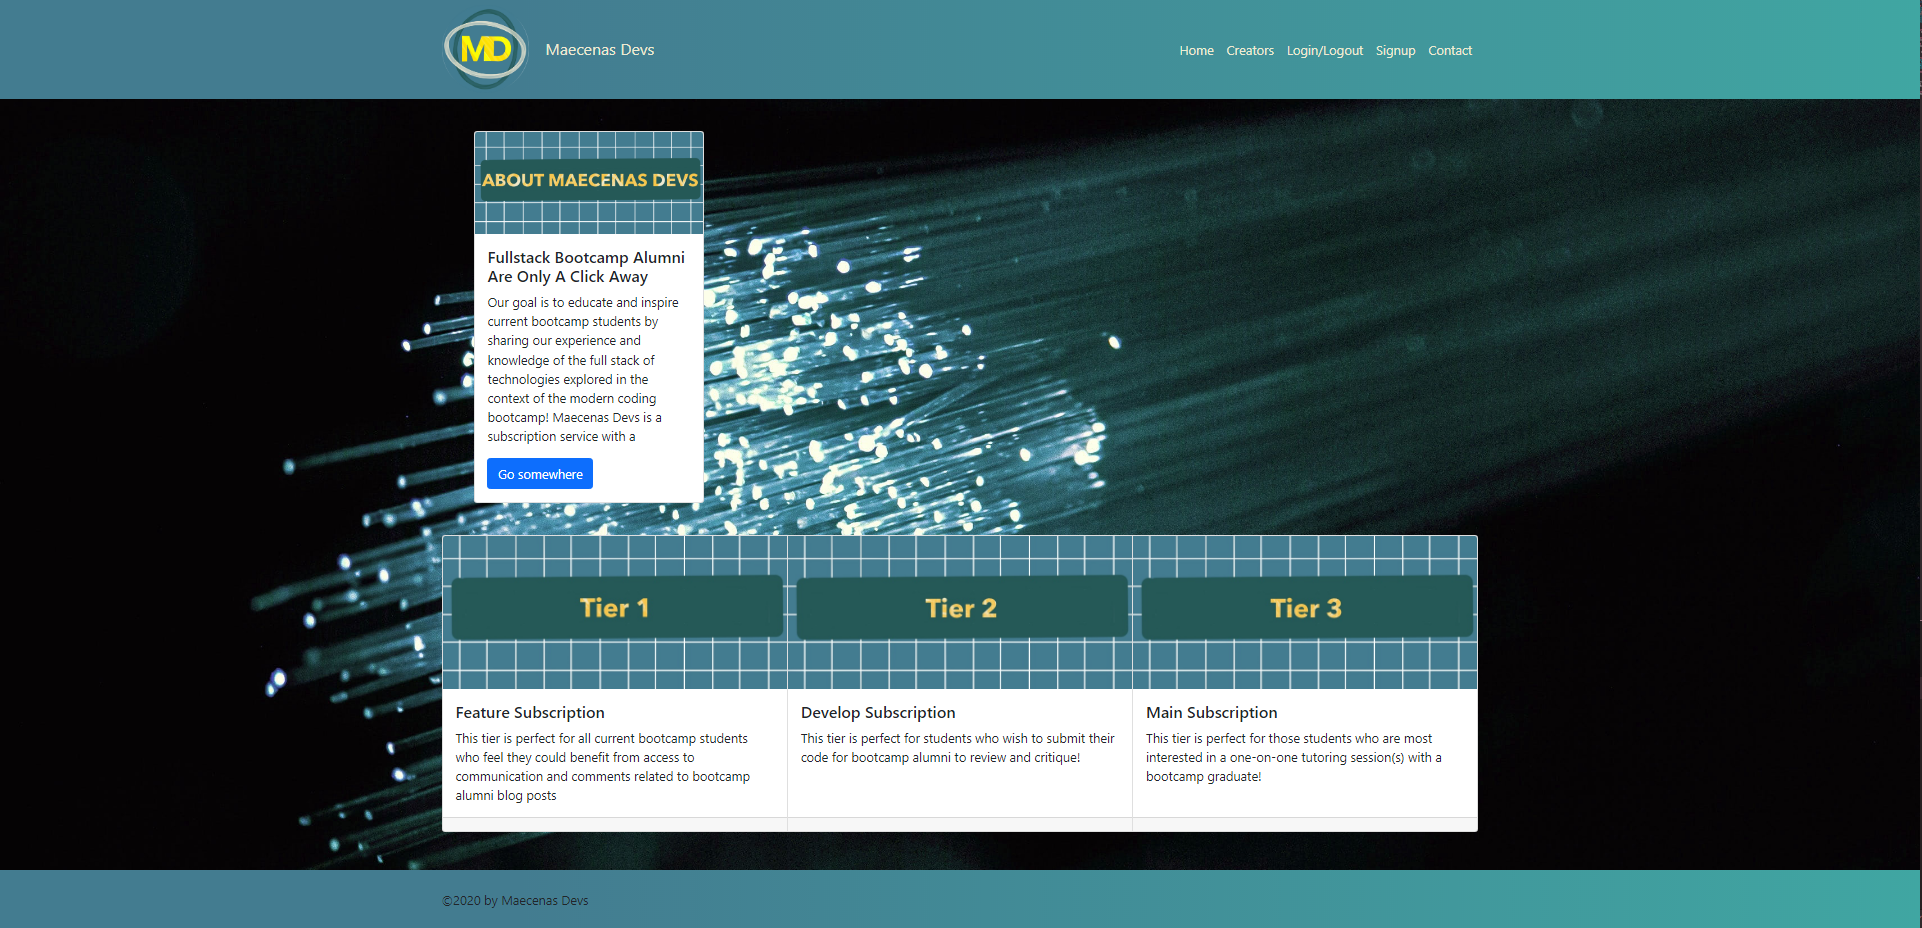 MD
Maecenas Devs
Home Creators Login/Logout Signup Contact
ABOUT MAECENAS DEVS
Fullstack Bootcamp Alumni
Are Only A Click Away
Our goal is to educate and inspire
current bootcamp students by
sharing our experience and
knowledge of the full stack of
technologies explored in the
context of the modern coding
bootcamp! Maecenas Devs is a
subscription service with a
Go somewhere
Tier 1
Feature Subscription
This tier is perfect for all current bootcamp students
who feel they could benefit from access to
communication and comments related to bootcamp
alumni blog posts
Tier 2
Develop Subscription
This tier is perfect for students who wish to submit their
code for bootcamp alumni to review and critique!
Tier 3
Main Subscription
This tier is perfect for those students who are most
interested in a one-on-one tutoring session(s) with a
bootcamp graduate!
©2020 by Maecenas Devs